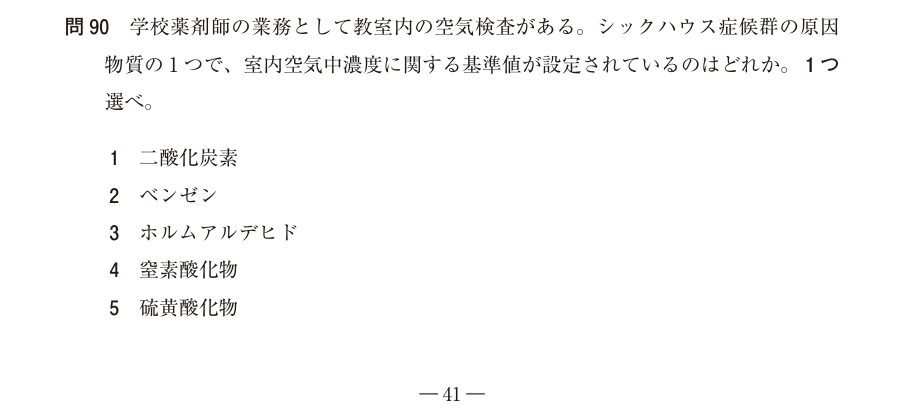 問90 学校薬剤師の業務として教室内の空気検査がある。シックハウス症候群の原因
物質の1つで、室内空気中濃度に関する基準値が設定されているのはどれか。1つ
選べ。
1 二酸化炭素
2 ベンゼン
3 ホルムアルデヒド
4 窒素酸化物
5 硫黄酸化物
― 41 ―